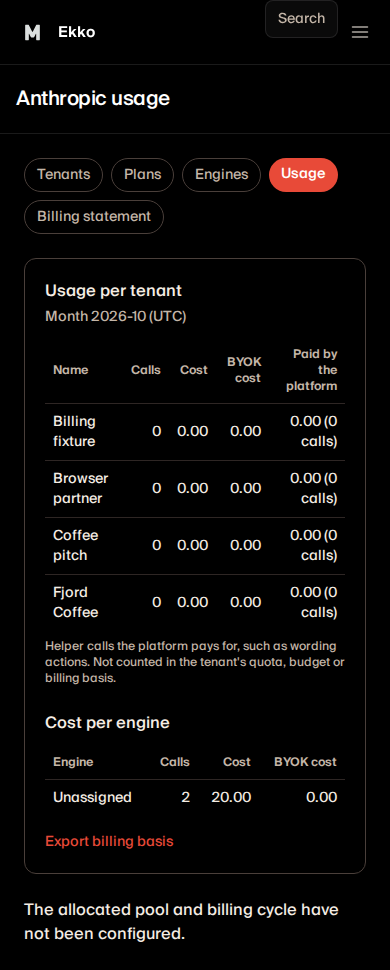 Search
M Ekko
Anthropic usage
Tenants Plans Engines Usage
Billing statement
Usage per tenant
Month 2026-10 (UTC)
Name Calls Cost BYOK cost Paid by the platform
Billing fixture 0 0.00 0.00 0.00 (0 calls)
Browser partner 0 0.00 0.00 0.00 (0 calls)
Coffee pitch 0 0.00 0.00 0.00 (0 calls)
Fjord Coffee 0 0.00 0.00 0.00 (0 calls)
Helper calls the platform pays for, such as wording
actions. Not counted in the tenant's quota, budget or
billing basis.
Cost per engine
Engine Calls Cost BYOK cost
Unassigned 2 20.00 0.00
Export billing basis
The allocated pool and billing cycle have
not been configured.